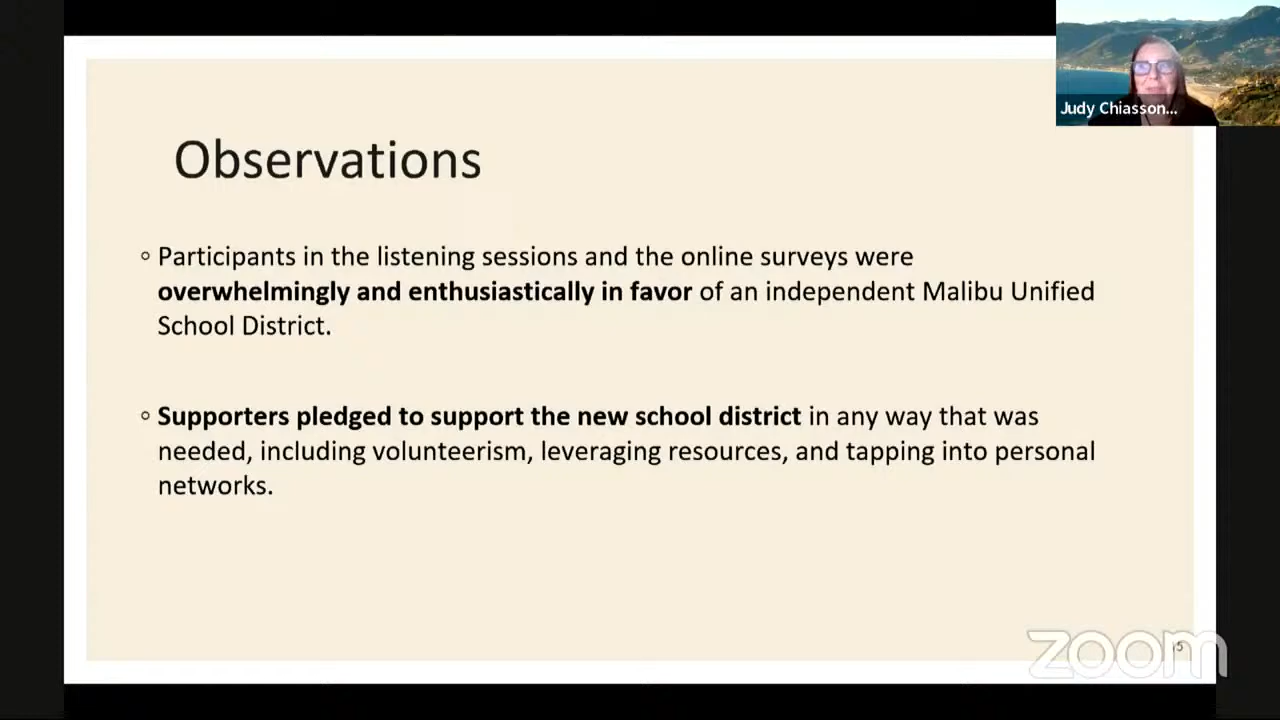 Judy Chiasson...
Observations
Participants in the listening sessions and the online surveys were
overwhelmingly and enthusiastically in favor of an independent Malibu Unified
School District.
Supporters pledged to support the new school district in any way that was
needed, including volunteerism, leveraging resources, and tapping into personal
networks.
zoom